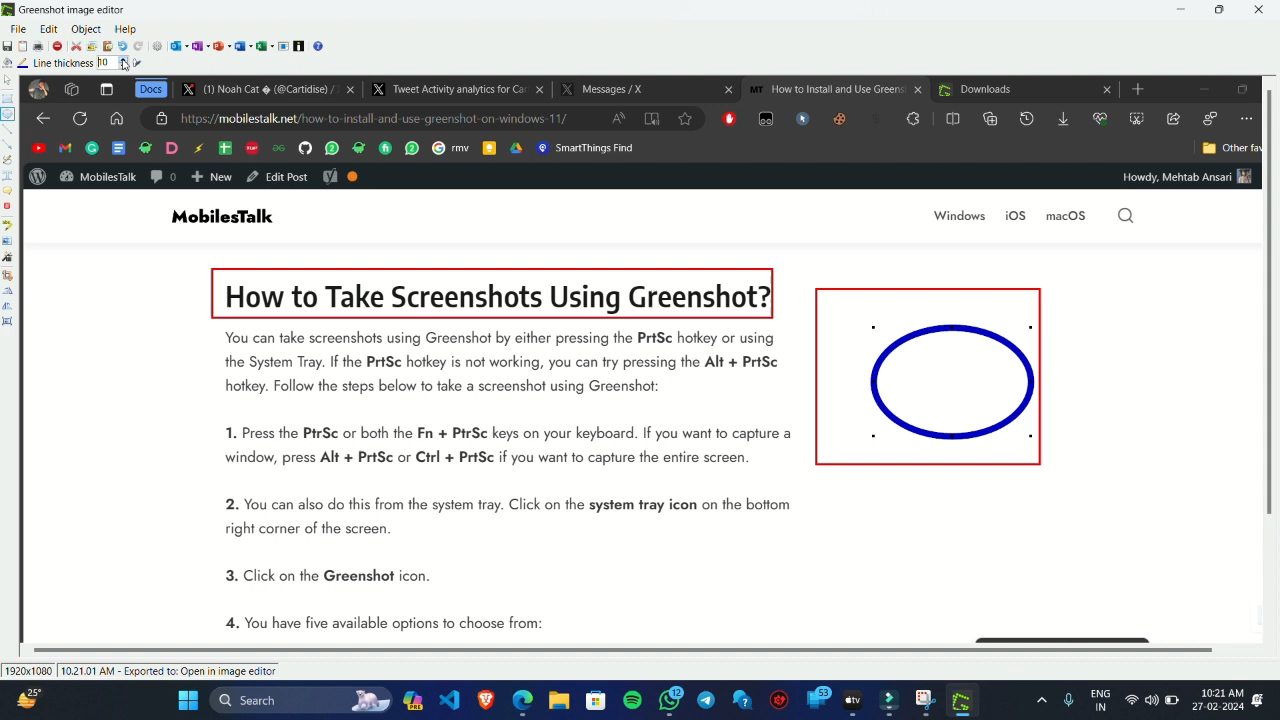 Greenshot image editor
File Edit Object Help
Line thickness 10
Docs (1) Noah Cat � (@Cartidise) / Tweet Activity analytics for Car Messages / X MT How to Install and Use Greensh Downloads
https://mobilestalk.net/how-to-install-and-use-greenshot-on-windows-11/
rmv SmartThings Find Other fav
MobilesTalk 0 New Edit Post Howdy, Mehtab Ansari
MobilesTalk Windows iOS macOS
How to Take Screenshots Using Greenshot?
You can take screenshots using Greenshot by either pressing the PrtSc hotkey or using
the System Tray. If the PrtSc hotkey is not working, you can try pressing the Alt + PrtSc
hotkey. Follow the steps below to take a screenshot using Greenshot:
1. Press the PtrSc or both the Fn + PtrSc keys on your keyboard. If you want to capture a
window, press Alt + PrtSc or Ctrl + PrtSc if you want to capture the entire screen.
2. You can also do this from the system tray. Click on the system tray icon on the bottom
right corner of the screen.
3. Click on the Greenshot icon.
4. You have five available options to choose from:
1920x1080 10.21.01 AM - Exported to: Open in image editor
25° Search 12 53 ENG 10:21 AM
IN 27-02-2024